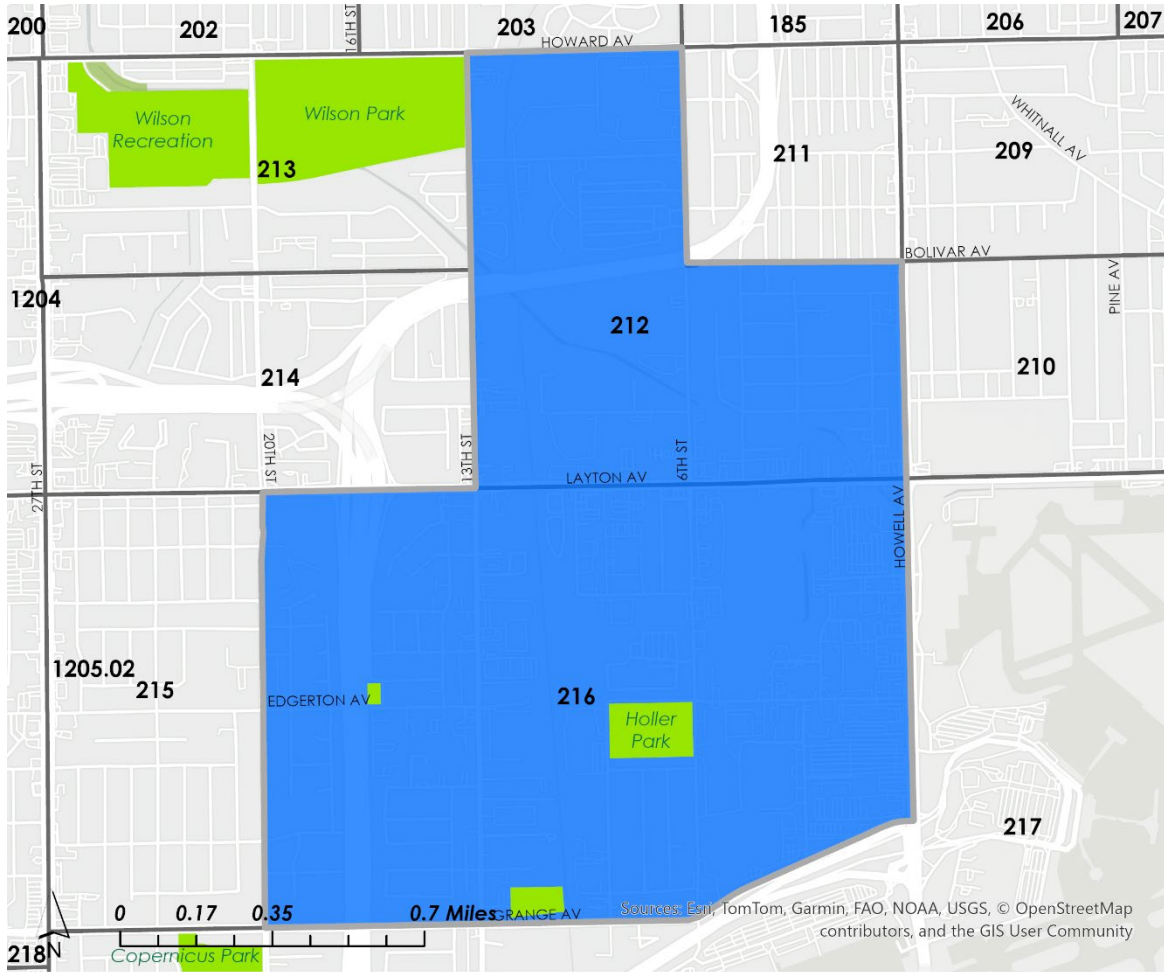 200
202
16TH ST
203
185
206
207
HOWARD AV
Wilson
Recreation
Wilson Park
213
211
WHITNALL AV
209
BOLIVAR AV
1204
PINE AV
212
214
210
20TH ST
13TH ST
6TH ST
27TH ST
LAYTON AV
HOWELL AV
1205.02
215
EDGERTON AV
216
Holler
Park
217
0 0.17 0.35 0.7 Miles
GRANGE AV
N
218
Copernicus Park
Sources: Esri, TomTom, Garmin, FAO, NOAA, USGS, © OpenStreetMap
contributors, and the GIS User Community